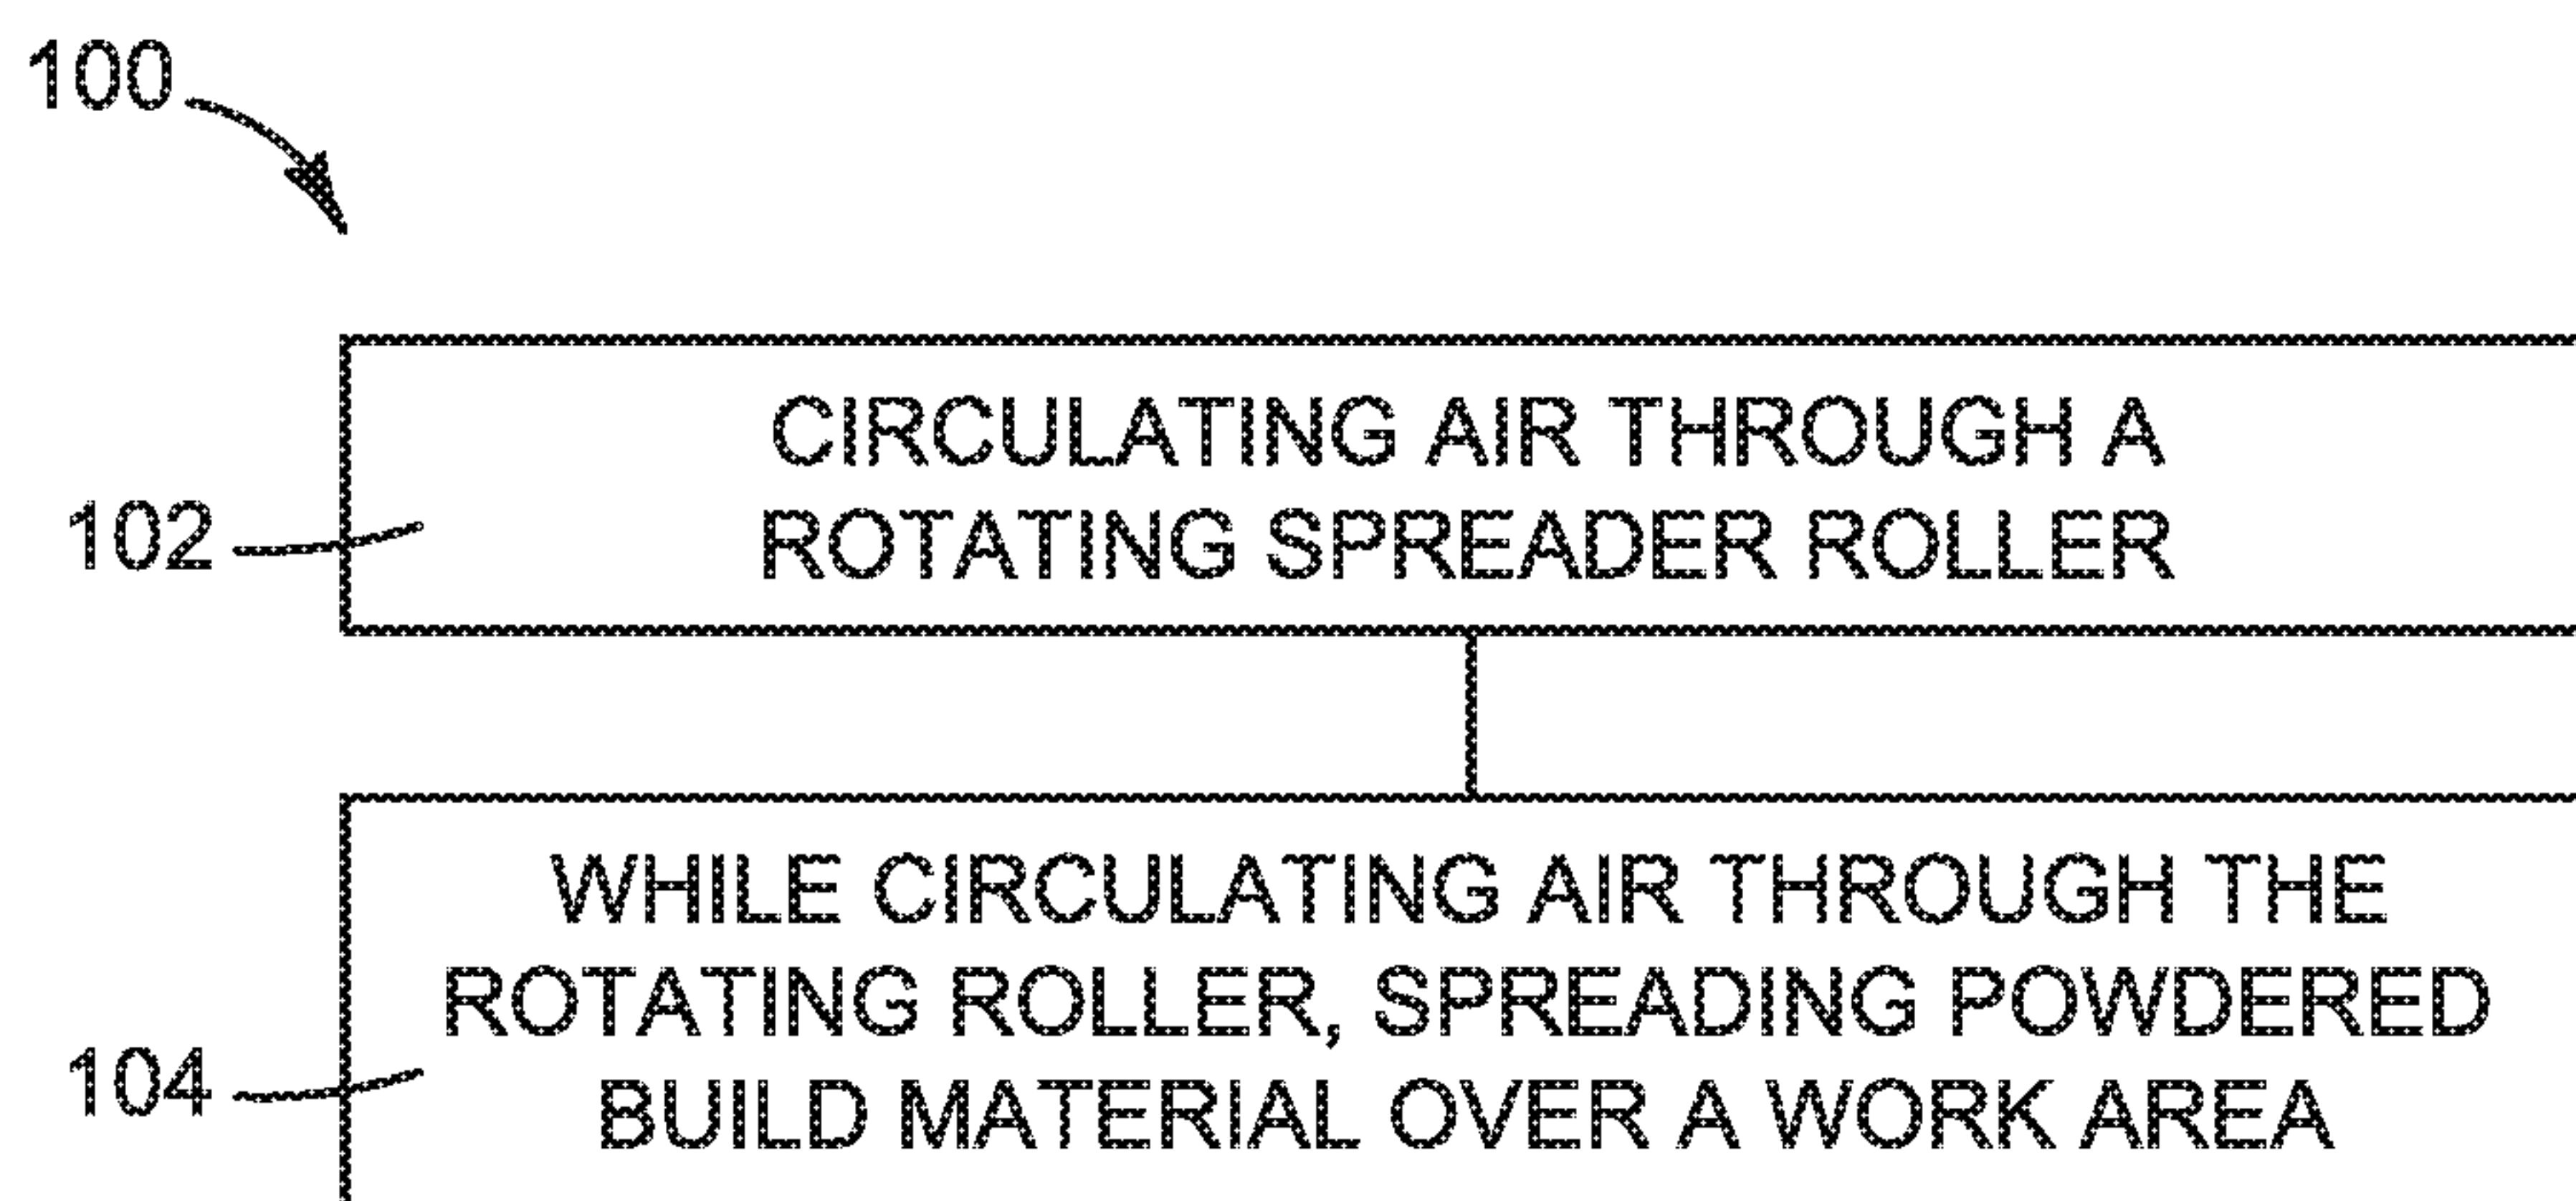 100
CIRCULATING AIR THROUGH A
102 ROTATING SPREADER ROLLER
WHILE CIRCULATING AIR THROUGH THE
ROTATING ROLLER, SPREADING POWDERED
104 BUILD MATERIAL OVER A WORK AREA